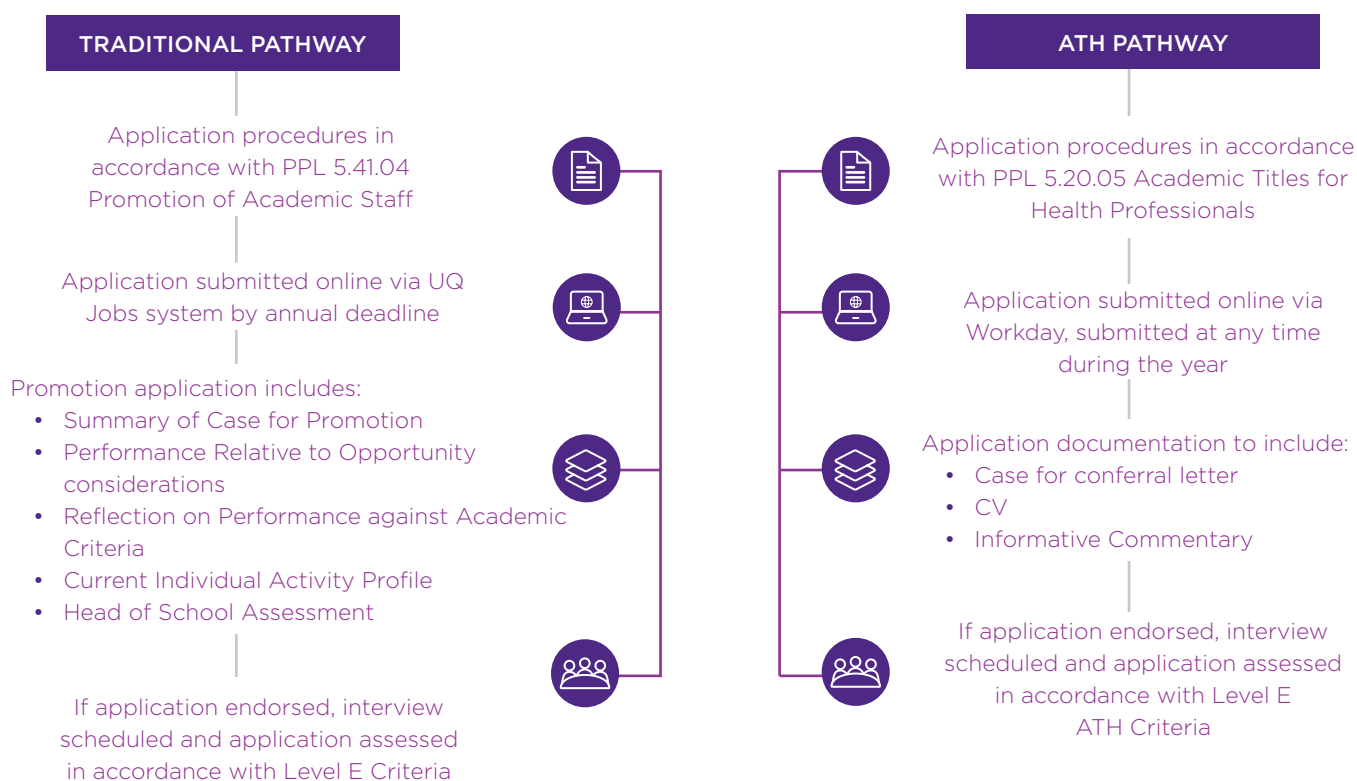 TRADITIONAL PATHWAY
Application procedures in
accordance with PPL 5.41.04
Promotion of Academic Staff
Application submitted online via UQ
Jobs system by annual deadline
Promotion application includes:
• Summary of Case for Promotion
• Performance Relative to Opportunity
considerations
• Reflection on Performance against Academic
Criteria
• Current Individual Activity Profile
• Head of School Assessment
If application endorsed, interview
scheduled and application assessed
in accordance with Level E Criteria
ATH PATHWAY
Application procedures in accordance
with PPL 5.20.05 Academic Titles for
Health Professionals
Application submitted online via
Workday, submitted at any time
during the year
Application documentation to include:
• Case for conferral letter
• CV
• Informative Commentary
If application endorsed, interview
scheduled and application assessed
in accordance with Level E
ATH Criteria